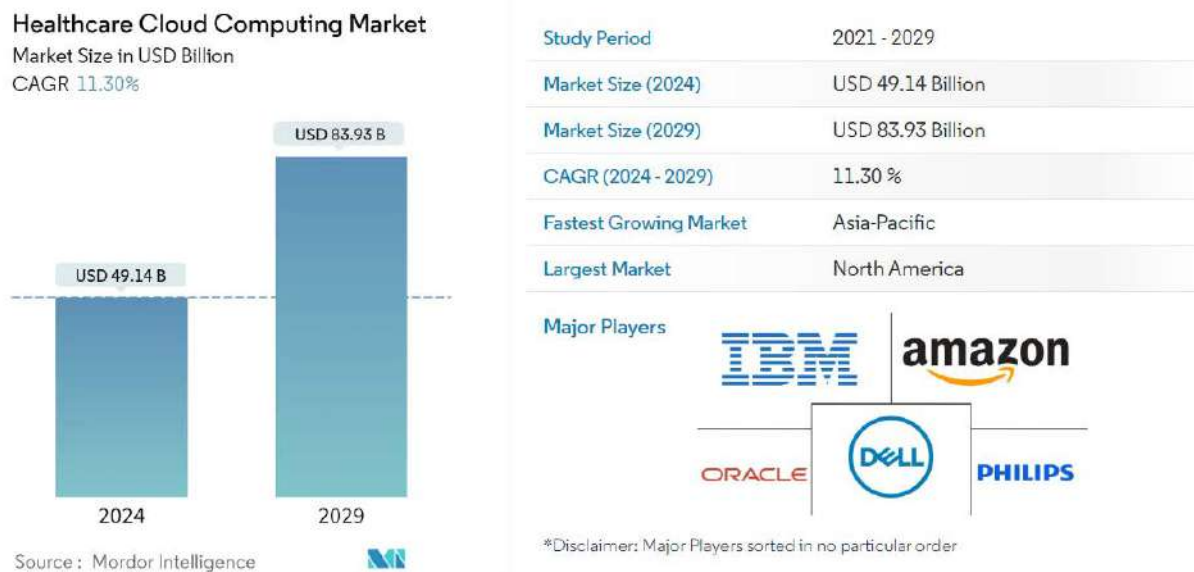 Healthcare Cloud Computing Market
Market Size in USD Billion
CAGR 11.30%
USD 83.93 B
USD 49.14 B
2024 2029
Source : Mordor Intelligence
Study Period 2021 - 2029
Market Size (2024) USD 49.14 Billion
Market Size (2029) USD 83.93 Billion
CAGR (2024 - 2029) 11.30 %
Fastest Growing Market Asia-Pacific
Largest Market North America
Major Players
IBM amazon
ORACLE DELL PHILIPS
*Disclaimer: Major Players sorted in no particular order